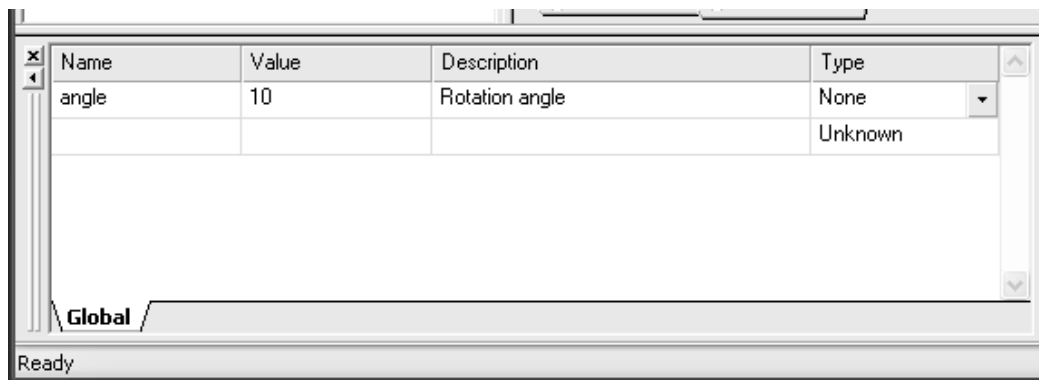 Name Value Description Type
angle 10 Rotation angle None
Unknown
Global
Ready